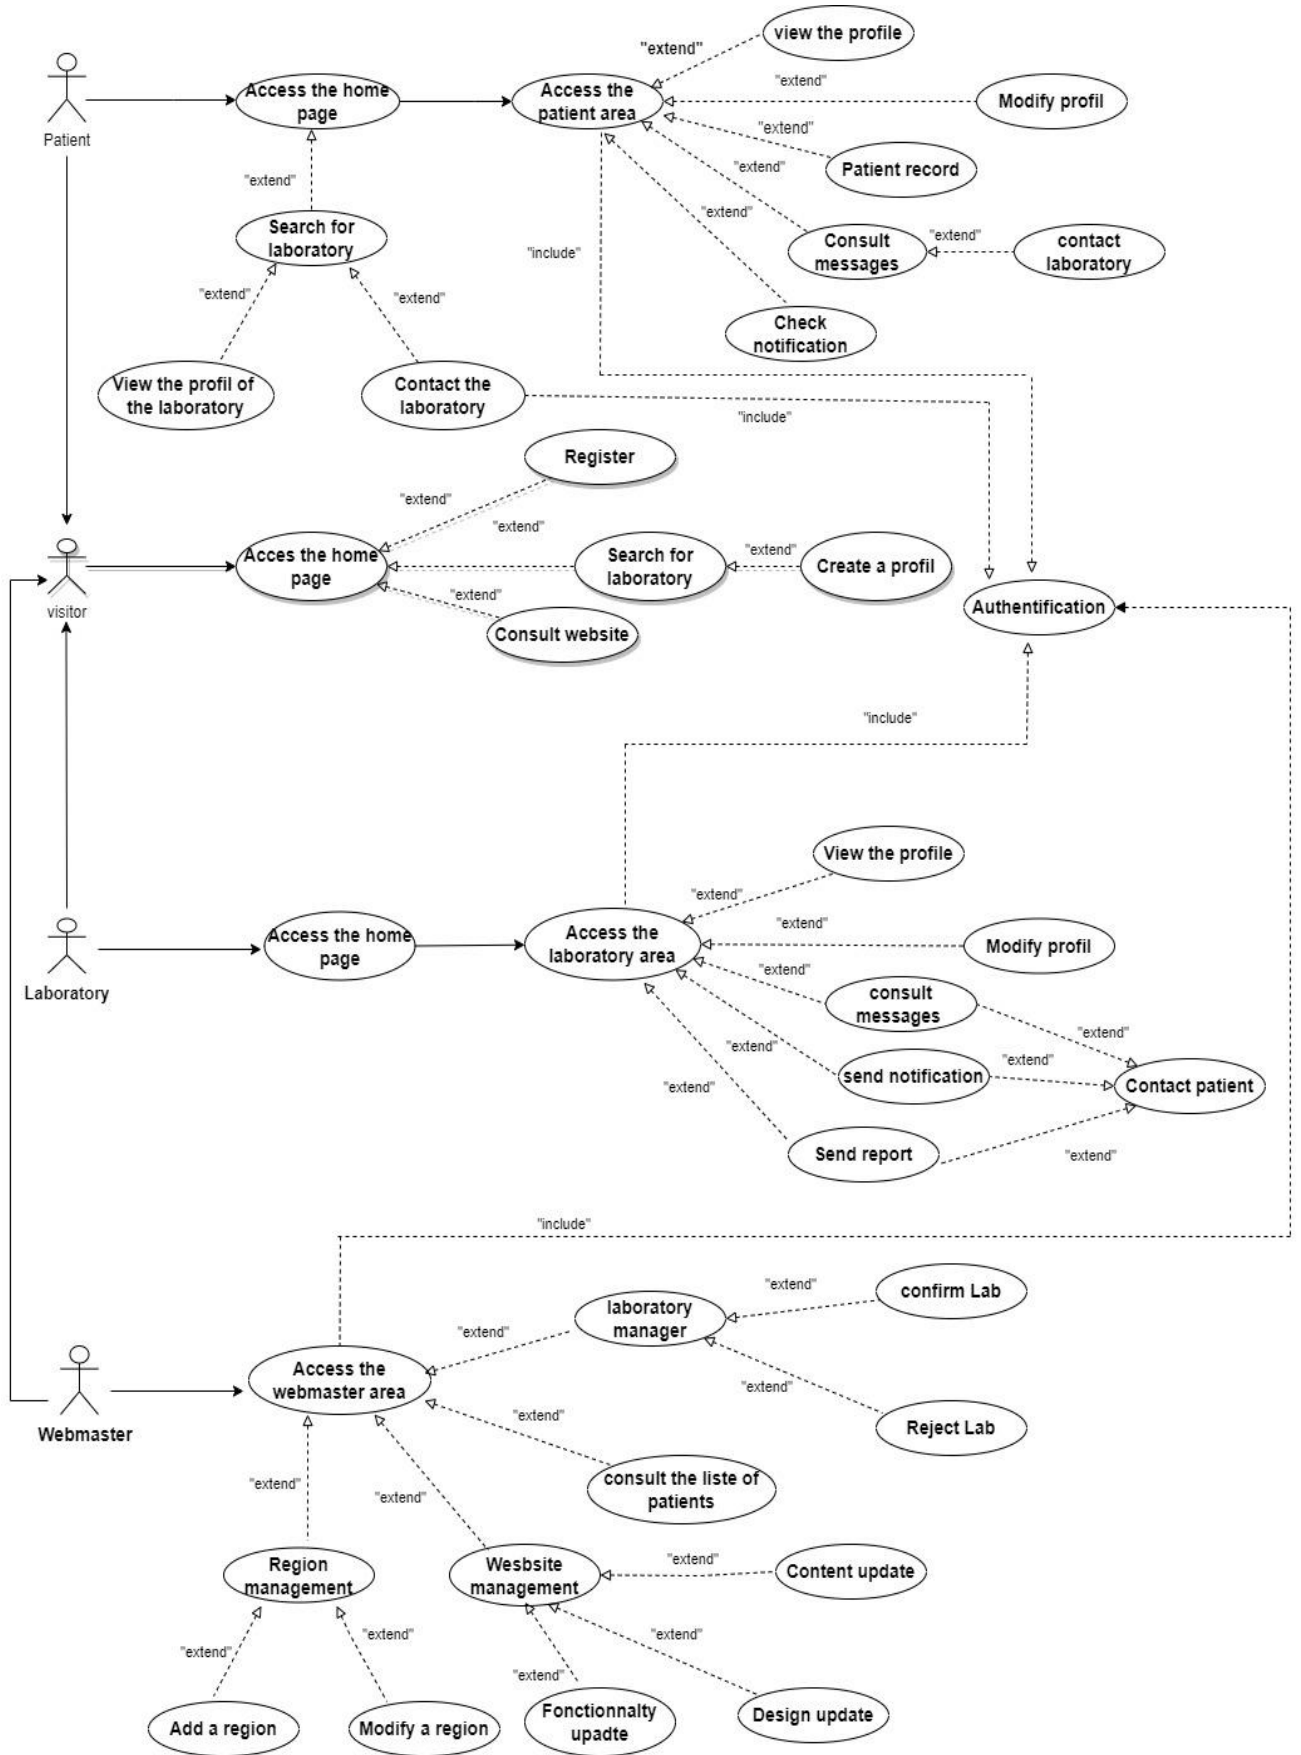 view the profile
"extend"
Access the home
page
Access the
patient area
"extend"
Modify profil
Patient
"extend"
Patient record
"extend"
"extend"
"extend"
Search for
laboratory
"include"
Consult
messages
"extend"
contact
laboratory
"extend"
"extend"
Check
notification
View the profil of
the laboratory
Contact the
laboratory
"include"
Register
"extend"
"extend"
Acces the home
page
Search for
laboratory
"extend"
Create a profil
"extend"
visitor
Consult website
Authentification
"include"
View the profile
"extend"
Access the home
page
Access the
laboratory area
"extend"
Modify profil
Laboratory
"extend"
consult
messages
"extend"
"extend"
send notification
"extend"
Contact patient
"extend"
Send report
"extend"
"include"
confirm Lab
"extend"
laboratory
manager
"extend"
Access the
webmaster area
"extend"
Webmaster
"extend"
Reject Lab
consult the liste of
patients
"extend"
"extend"
Region
management
Wesbsite
management
"extend"
Content update
"extend"
"extend"
"extend"
"extend"
Add a region
Modify a region
Fonctionnalty
upadte
Design update